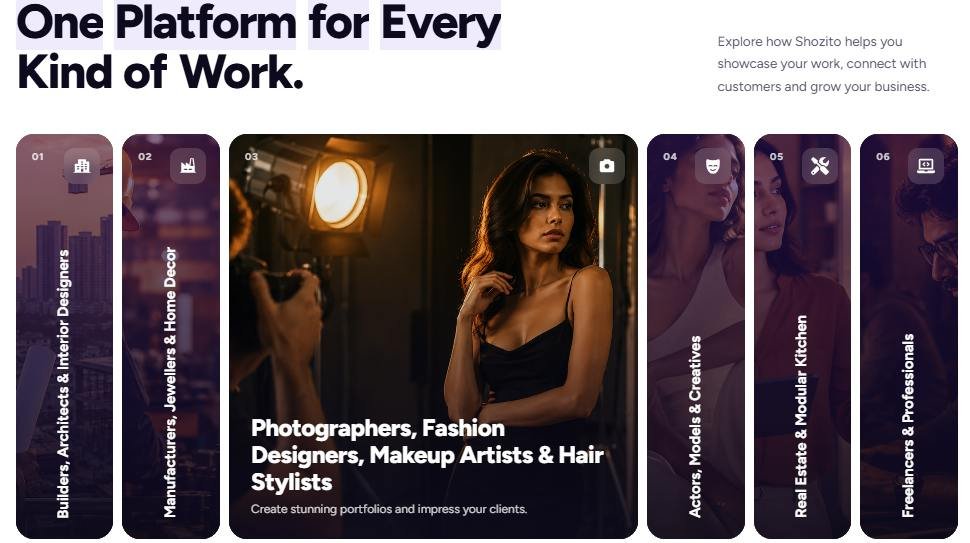 One Platform for Every
Kind of Work.
Explore how Shozito helps you
showcase your work, connect with
customers and grow your business.
01
Builders, Architects & Interior Designers
02
Manufacturers, Jewellers & Home Decor
03
Photographers, Fashion
Designers, Makeup Artists & Hair
Stylists
Create stunning portfolios and impress your clients.
04
Actors, Models & Creatives
05
Real Estate & Modular Kitchen
06
Freelancers & Professionals